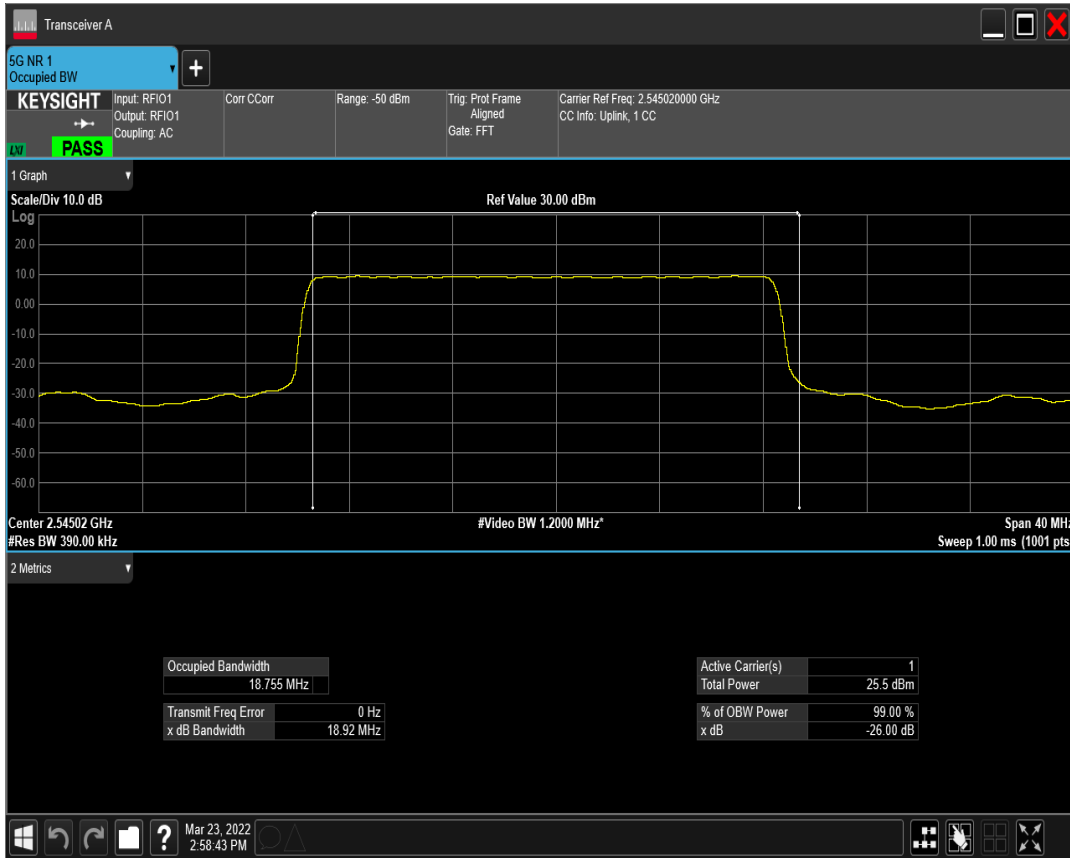 Transceiver A
5G NR 1
Occupied BW
+
KEYSIGHT
LXI
PASS
Input: RFIO1
Output: RFIO1
Coupling: AC
Corr CCorr
Range: -50 dBm
Trig: Prot Frame
Aligned
Gate: FFT
Carrier Ref Freq: 2.545020000 GHz
CC Info: Uplink, 1 CC
1 Graph
Scale/Div 10.0 dB
Ref Value 30.00 dBm
Log
20.0
10.0
0.00
-10.0
-20.0
-30.0
-40.0
-50.0
-60.0
Center 2.54502 GHz
#Video BW 1.2000 MHz*
Span 40 MHz
#Res BW 390.00 kHz
Sweep 1.00 ms (1001 pts
2 Metrics
Occupied Bandwidth
18.755 MHz
Transmit Freq Error 0 Hz
x dB Bandwidth 18.92 MHz
Active Carrier(s) 1
Total Power 25.5 dBm
% of OBW Power 99.00 %
x dB -26.00 dB
?
Mar 23, 2022
2:58:43 PM